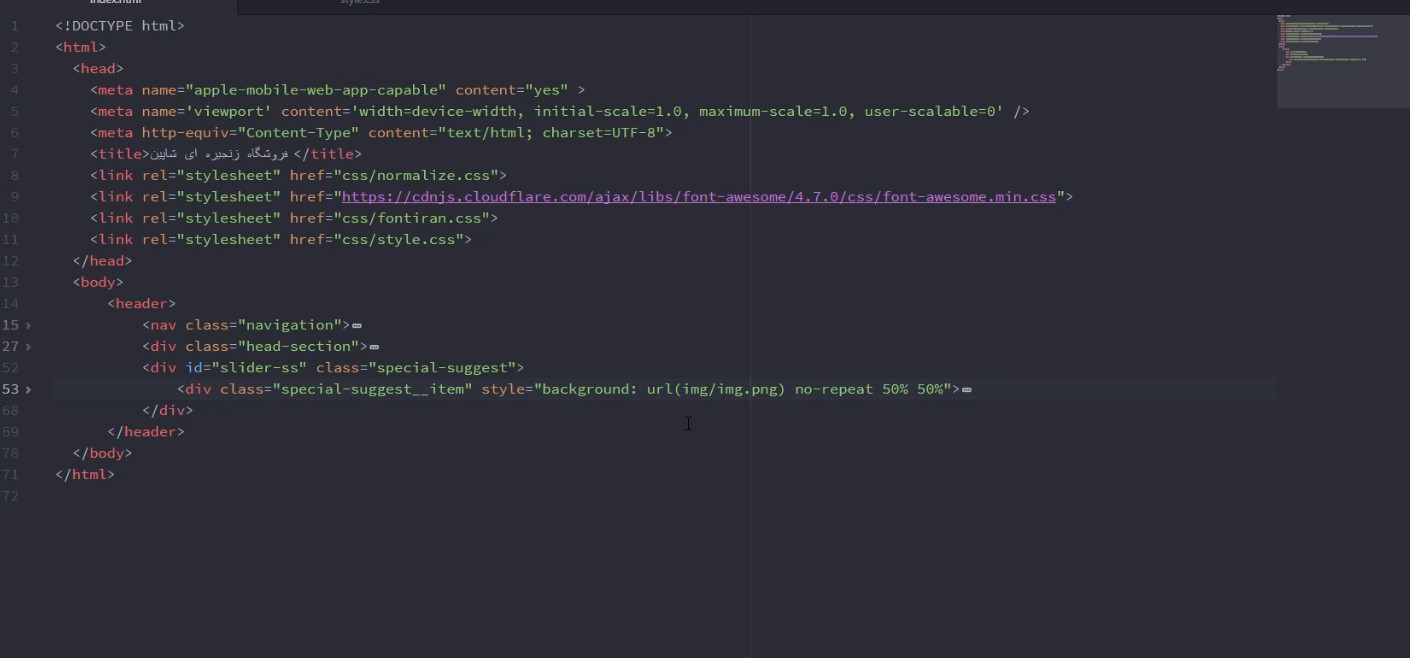 index.html
style.css
1 <!DOCTYPE html>
2 <html>
3 <head>
4 <meta name="apple-mobile-web-app-capable" content="yes" >
5 <meta name='viewport' content='width=device-width, initial-scale=1.0, maximum-scale=1.0, user-scalable=0' />
6 <meta http-equiv="Content-Type" content="text/html; charset=UTF-8">
7 <title>فروشگاه زنجیره ای شاپین </title>
8 <link rel="stylesheet" href="css/normalize.css">
9 <link rel="stylesheet" href="https://cdnjs.cloudflare.com/ajax/libs/font-awesome/4.7.0/css/font-awesome.min.css">
10 <link rel="stylesheet" href="css/fontiran.css">
11 <link rel="stylesheet" href="css/style.css">
12 </head>
13 <body>
14 <header>
15 <nav class="navigation">
27 <div class="head-section">
52 <div id="slider-ss" class="special-suggest">
53 <div class="special-suggest__item" style="background: url(img/img.png) no-repeat 50% 50%">
68 </div>
69 </header>
70 </body>
71 </html>
72